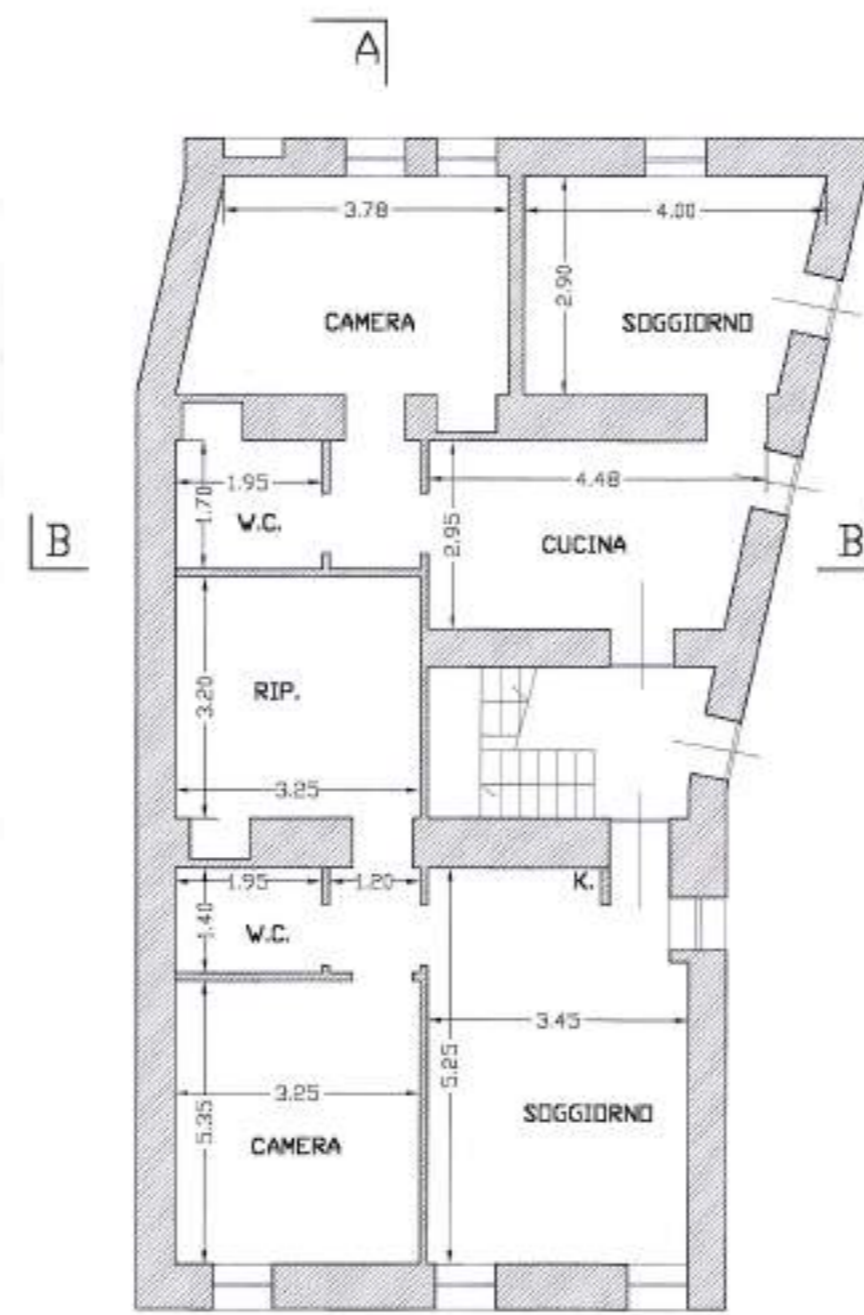 A
3.78
4.00
2.90
CAMERA
SOGGIORNO
1.95
1.70
W.C.
4.48
2.95
CUCINA
B
B
RIP.
3.20
3.25
1.95
1.20
K.
1.40
W.C.
3.45
5.25
3.25
5.35
SOGGIORNO
CAMERA